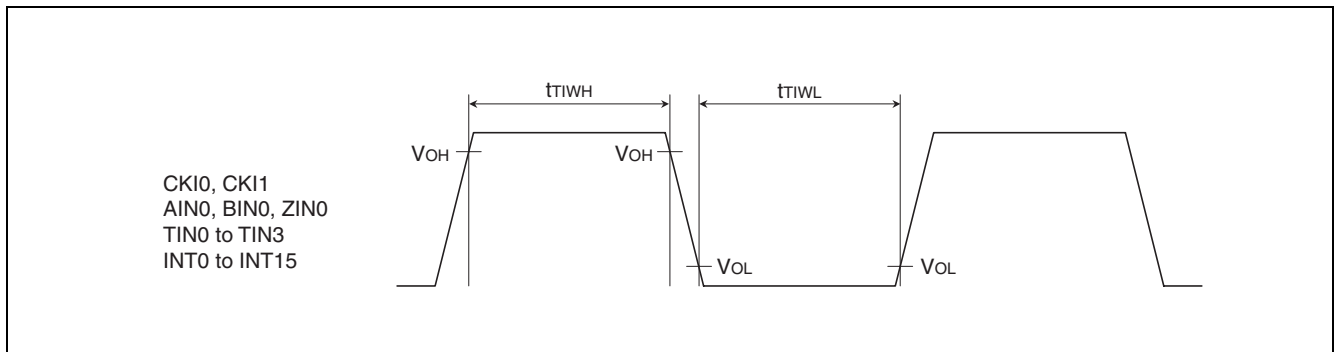 tTIWH
tTIWL
VOH
VOH
CKI0, CKI1
AIN0, BIN0, ZIN0
TIN0 to TIN3
INT0 to INT15
VOL
VOL